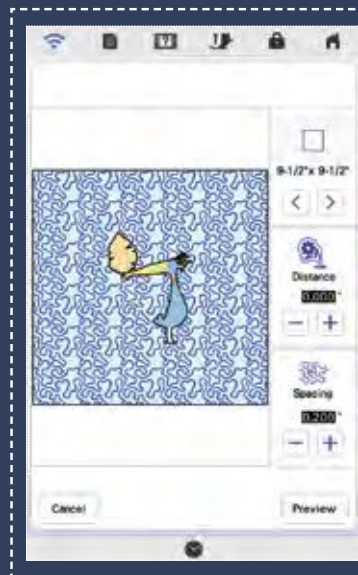 9-1/2"x 9-1/2"
< >
Distance
0.000"
− +
Spacing
0.200"
− +
Cancel
Preview